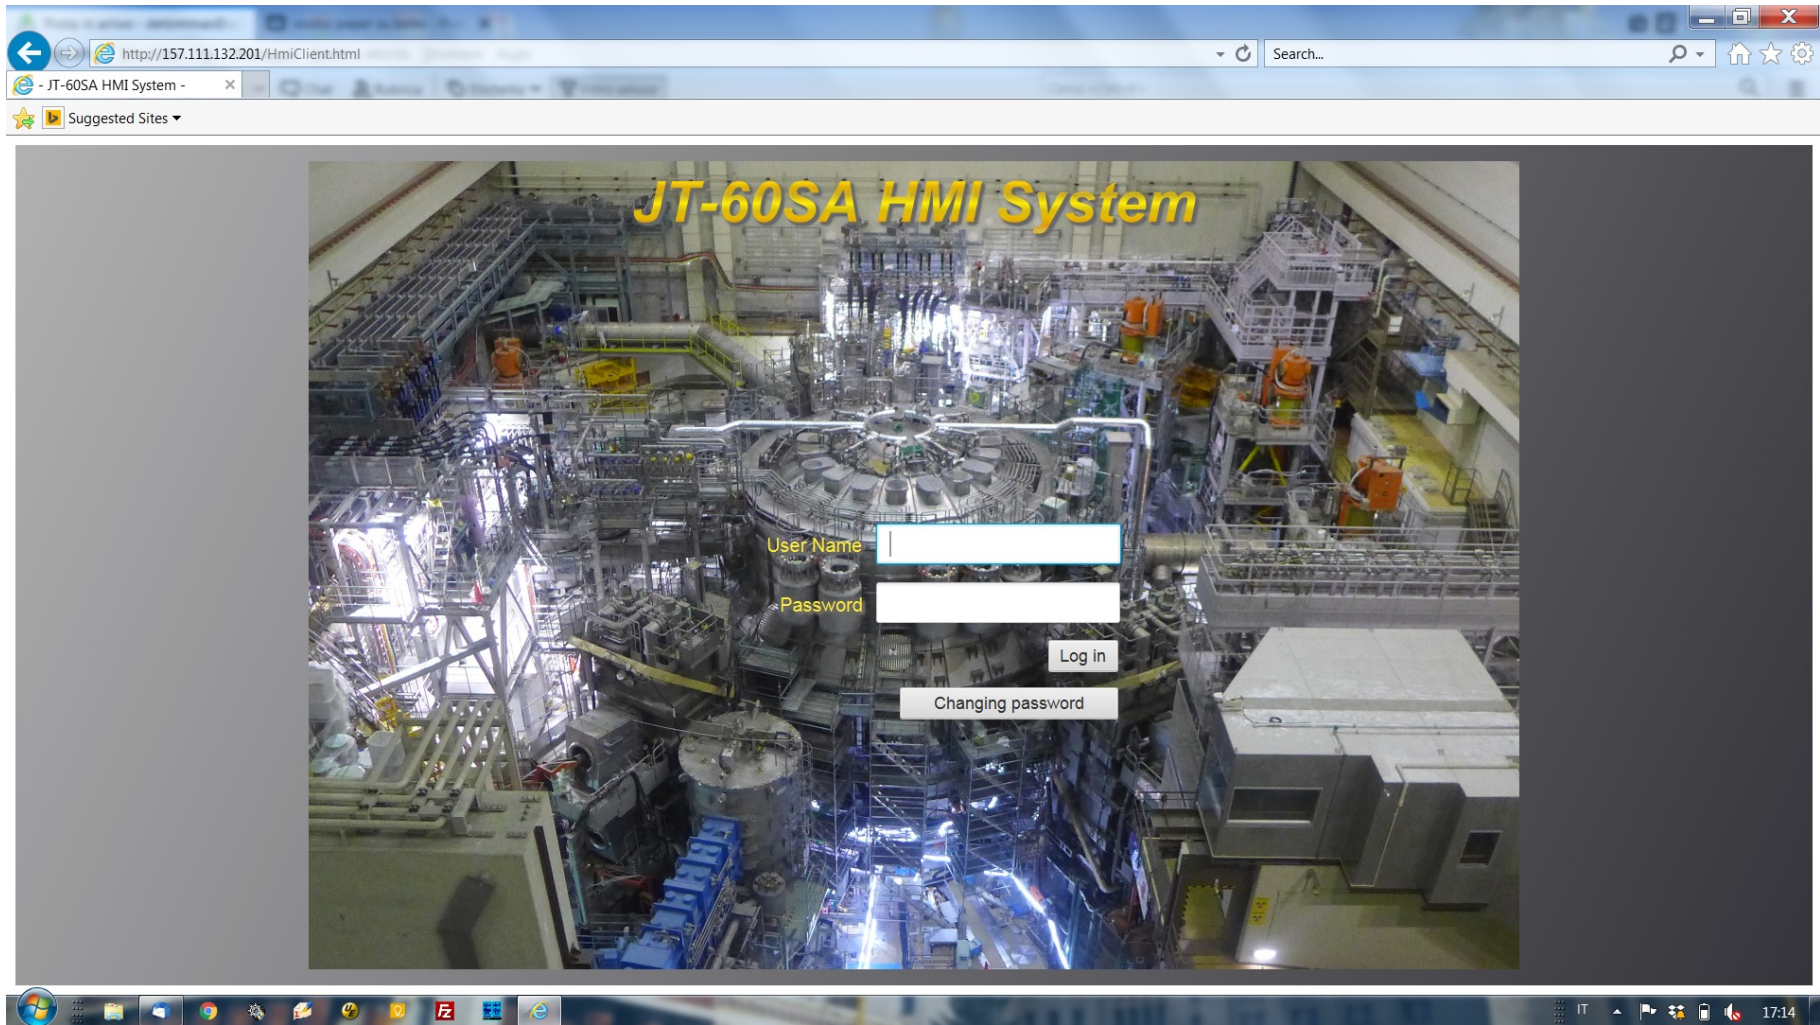 http://157.111.132.201/HmiClient.html
Search...
- JT-60SA HMI System -
Suggested Sites
JT-60SA HMI System
User Name
Password
Log in
Changing password
IT
17:14